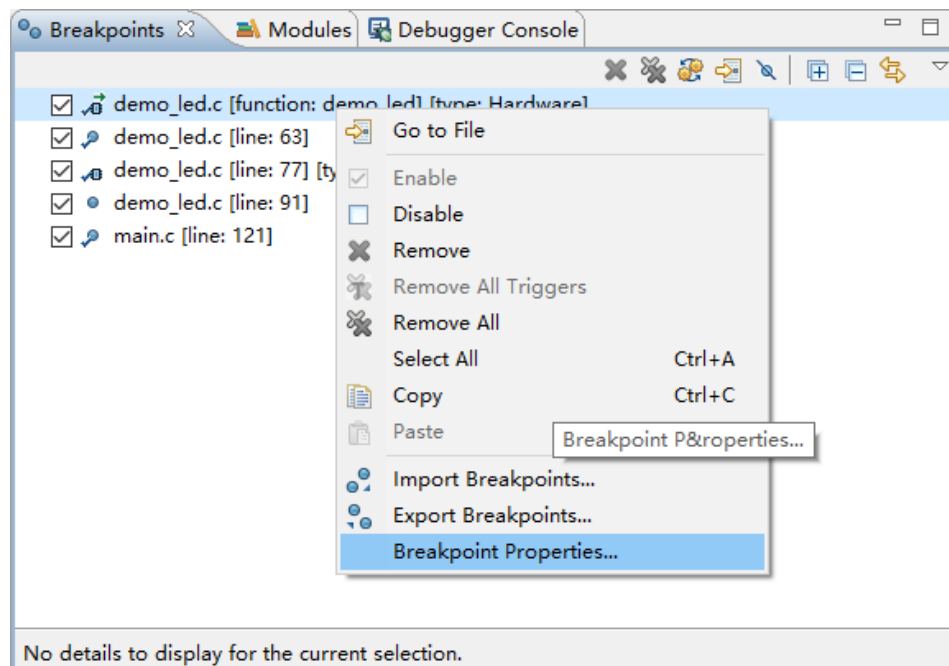 Breakpoints Modules Debugger Console
demo_led.c [function: demo_led] [type: Hardware]
demo_led.c [line: 63]
demo_led.c [line: 77] [ty
demo_led.c [line: 91]
main.c [line: 121]
Go to File
Enable
Disable
Remove
Remove All Triggers
Remove All
Select All Ctrl+A
Copy Ctrl+C
Paste
Breakpoint P&roperties...
Import Breakpoints...
Export Breakpoints...
Breakpoint Properties...
No details to display for the current selection.